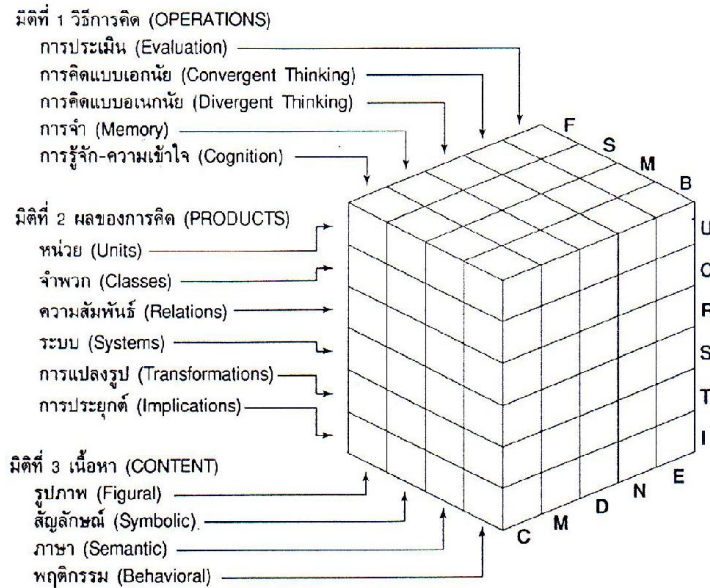 มิติที่ 1 วิธีการคิด (OPERATIONS)
การประเมิน (Evaluation)
การคิดแบบเอกนัย (Convergent Thinking)
การคิดแบบอเนกนัย (Divergent Thinking)
การจำ (Memory)
การรู้จัก-ความเข้าใจ (Cognition)
F
S
M
B
มิติที่ 2 ผลของการคิด (PRODUCTS)
หน่วย (Units)
จำพวก (Classes)
ความสัมพันธ์ (Relations)
ระบบ (Systems)
การแปลงรูป (Transformations)
การประยุกต์ (Implications)
U
C
R
S
T
I
มิติที่ 3 เนื้อหา (CONTENT)
รูปภาพ (Figural)
สัญลักษณ์ (Symbolic)
ภาษา (Semantic)
พฤติกรรม (Behavioral)
C M D N E